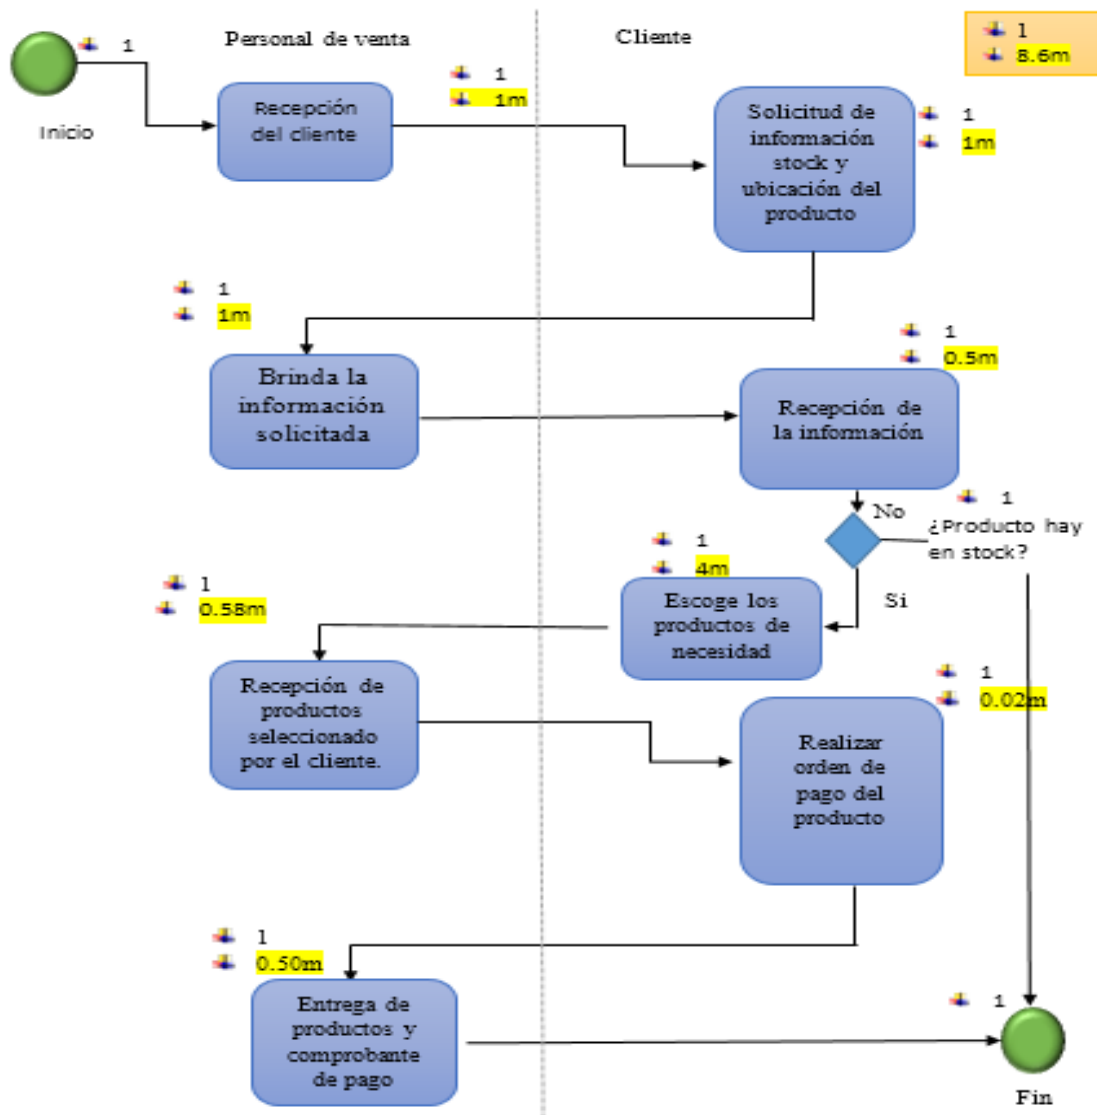 Personal de venta
Cliente
1
8.6m
1
Inicio
Recepción
del cliente
1
1m
Solicitud de
información
stock y
ubicación del
producto
1
1m
1
1m
Brinda la
información
solicitada
1
0.5m
Recepción de
la información
No
1
¿Producto hay
en stock?
Si
1
4m
Escoge los
productos de
necesidad
1
0.58m
Recepción de
productos
seleccionado
por el cliente.
1
0.02m
Realizar
orden de
pago del
producto
1
0.50m
Entrega de
productos y
comprobante
de pago
1
Fin